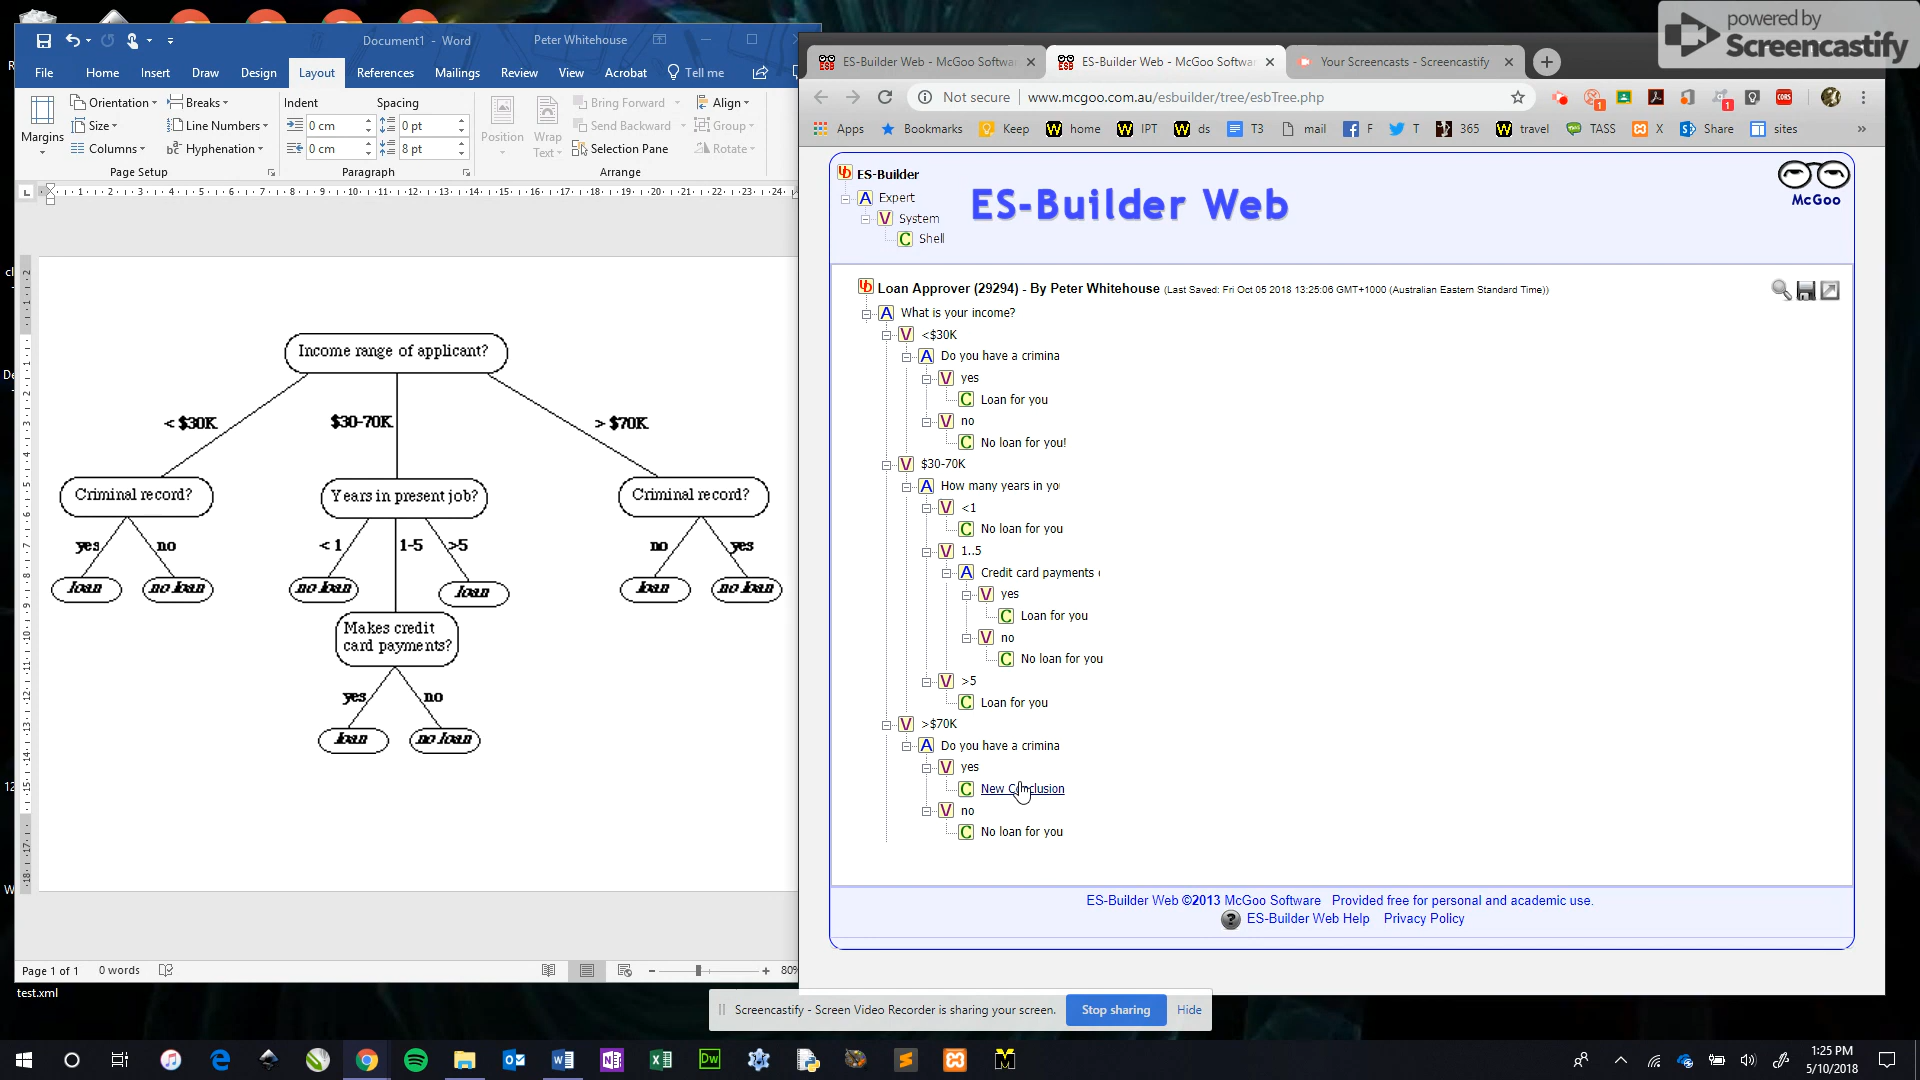 powered by
Screencastify
Document1 - Word
Peter Whitehouse
File Home Insert Draw Design Layout References Mailings Review View Acrobat Tell me
Margins
Orientation
Size
Columns
Breaks
Line Numbers
Hyphenation
Page Setup
Indent
0 cm
0 cm
Spacing
0 pt
8 pt
Paragraph
Position
Wrap
Text
Bring Forward
Send Backward
Selection Pane
Align
Group
Rotate
Arrange
Income range of applicant?
< $30K $30-70K > $70K
Criminal record? Years in present job? Criminal record?
yes no < 1 1-5 >5 no yes
loan no loan no loan loan loan no loan
Makes credit
card payments?
yes no
loan no loan
Page 1 of 1 0 words
80%
test.xml
ES-Builder Web - McGoo Softwar
ES-Builder Web - McGoo Softwar
Your Screencasts - Screencastify
Not secure www.mcgoo.com.au/esbuilder/tree/esbTree.php
Apps Bookmarks Keep home IPT ds T3 mail F T 365 travel TASS X Share sites
ES-Builder
Expert
System
Shell
ES-Builder Web
McGoo
Loan Approver (29294) - By Peter Whitehouse (Last Saved: Fri Oct 05 2018 13:25:06 GMT+1000 (Australian Eastern Standard Time))
A What is your income?
V <$30K
A Do you have a crimina
V yes
C Loan for you
V no
C No loan for you!
V $30-70K
A How many years in yo
V <1
C No loan for you
V 1..5
A Credit card payments
V yes
C Loan for you
V no
C No loan for you
V >5
C Loan for you
V >$70K
A Do you have a crimina
V yes
C New Conclusion
V no
C No loan for you
ES-Builder Web ©2013 McGoo Software Provided free for personal and academic use.
ES-Builder Web Help Privacy Policy
Screencastify - Screen Video Recorder is sharing your screen.
Stop sharing
Hide
1:25 PM
5/10/2018